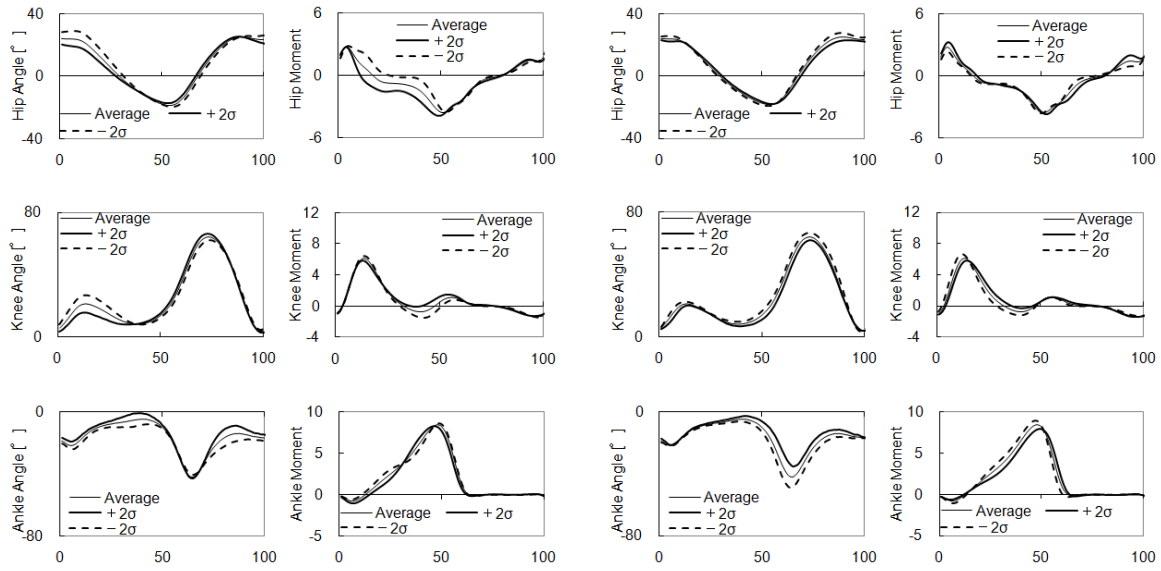 Hip Angle [°]
40
0
-40
Average ＋2σ
－2σ
0 50 100
Hip Moment
6
0
-6
Average
＋2σ
－2σ
0 50 100
Hip Angle [°]
40
0
-40
Average ＋2σ
－2σ
0 50 100
Hip Moment
6
0
-6
Average
＋2σ
－2σ
0 50 100
Knee Angle [°]
80
0
Average
＋2σ
－2σ
0 50 100
Knee Moment
12
8
4
0
-4
Average
＋2σ
－2σ
0 50 100
Knee Angle [°]
80
0
Average
＋2σ
－2σ
0 50 100
Knee Moment
12
8
4
0
-4
Average
＋2σ
－2σ
0 50 100
Ankle Angle [°]
0
-80
Average
＋2σ
－2σ
0 50 100
Ankle Moment
10
5
0
-5
Average ＋2σ
－2σ
0 50 100
Ankle Angle [°]
0
-80
Average
＋2σ
－2σ
0 50 100
Ankle Moment
10
5
0
-5
Average ＋2σ
－2σ
0 50 100